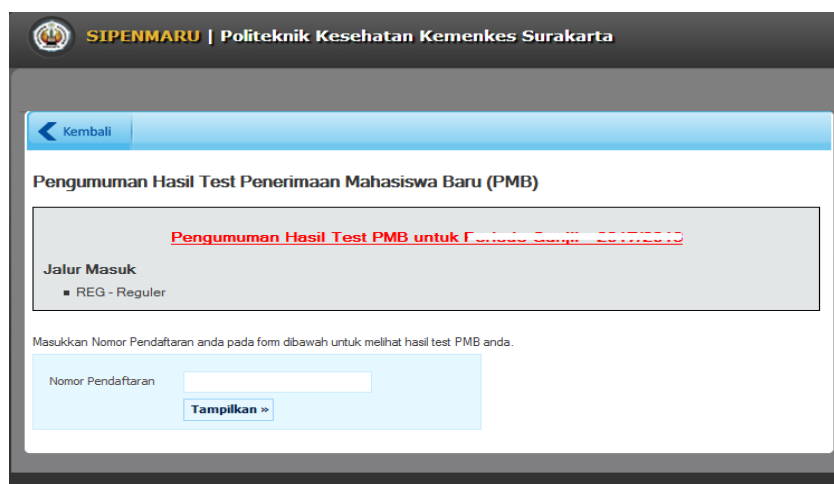 SIPENMARU | Politeknik Kesehatan Kemenkes Surakarta
Kembali
Pengumuman Hasil Test Penerimaan Mahasiswa Baru (PMB)
Pengumuman Hasil Test PMB untuk
Jalur Masuk
▪ REG - Reguler
Masukkan Nomor Pendaftaran anda pada form dibawah untuk melihat hasil test PMB anda.
Nomor Pendaftaran
Tampilkan »